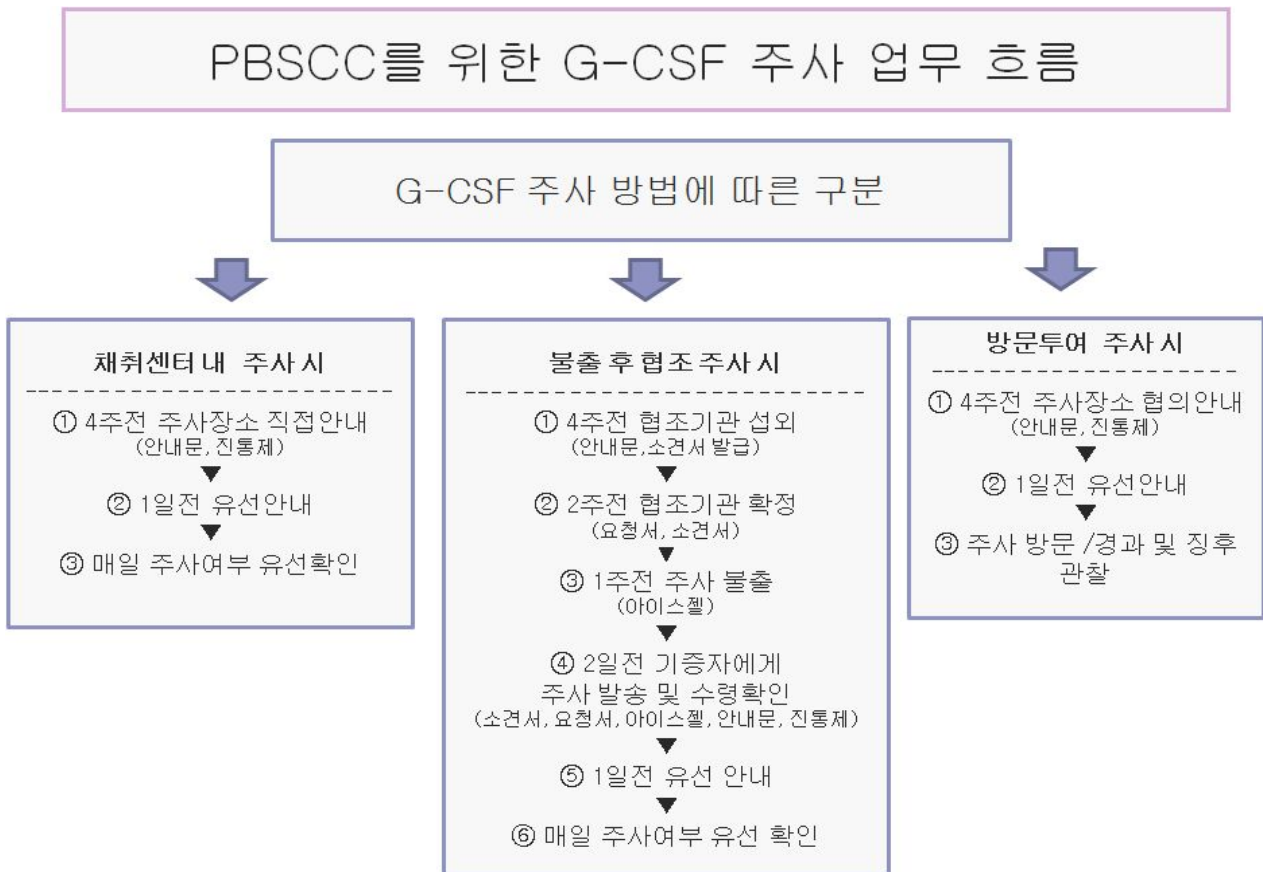 PBSCC를 위한 G-CSF 주사 업무 흐름
G-CSF 주사 방법에 따른 구분
채취센터 내 주사 시
① 4주전 주사장소 직접안내
(안내문, 진통제)
② 1일전 유선안내
③ 매일 주사여부 유선확인
불출 후 협조 주사 시
① 4주전 협조기관 섭외
(안내문,소견서 발급)
② 2주전 협조기관 확정
(요청서, 소견서)
③ 1주전 주사 불출
(아이스젤)
④ 2일전 기증자에게
주사 발송 및 수령확인
(소견서, 요청서, 아이스젤, 안내문, 진통제)
⑤ 1일전 유선 안내
⑥ 매일 주사여부 유선 확인
방문투여 주사 시
① 4주전 주사장소 협의안내
(안내문, 진통제)
② 1일전 유선안내
③ 주사 방문 /경과 및 징후
관찰